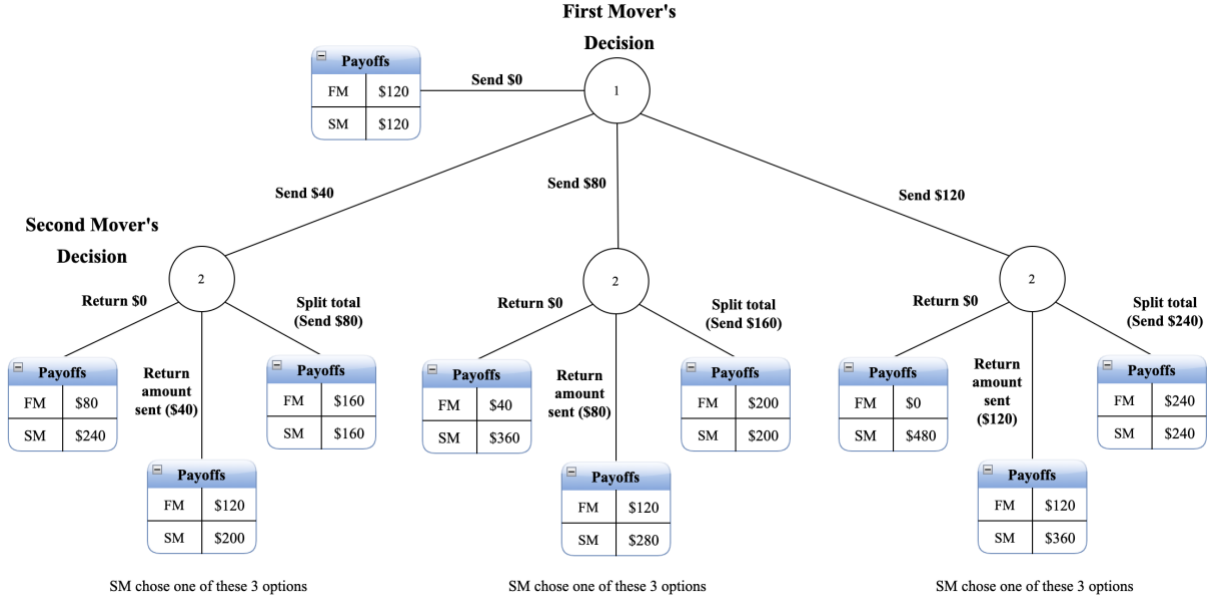 First Mover's
Decision
Payoffs
FM $120
SM $120
Send $0
1
Send $40
Send $80
Send $120
Second Mover's
Decision
2
Return $0
Split total
(Send $80)
Payoffs
FM $80
SM $240
Return
amount
sent ($40)
Payoffs
FM $160
SM $160
Payoffs
FM $120
SM $200
SM chose one of these 3 options
2
Return $0
Split total
(Send $160)
Payoffs
FM $40
SM $360
Return
amount
sent ($80)
Payoffs
FM $200
SM $200
Payoffs
FM $120
SM $280
SM chose one of these 3 options
2
Return $0
Split total
(Send $240)
Payoffs
FM $0
SM $480
Return
amount
sent
($120)
Payoffs
FM $240
SM $240
Payoffs
FM $120
SM $360
SM chose one of these 3 options